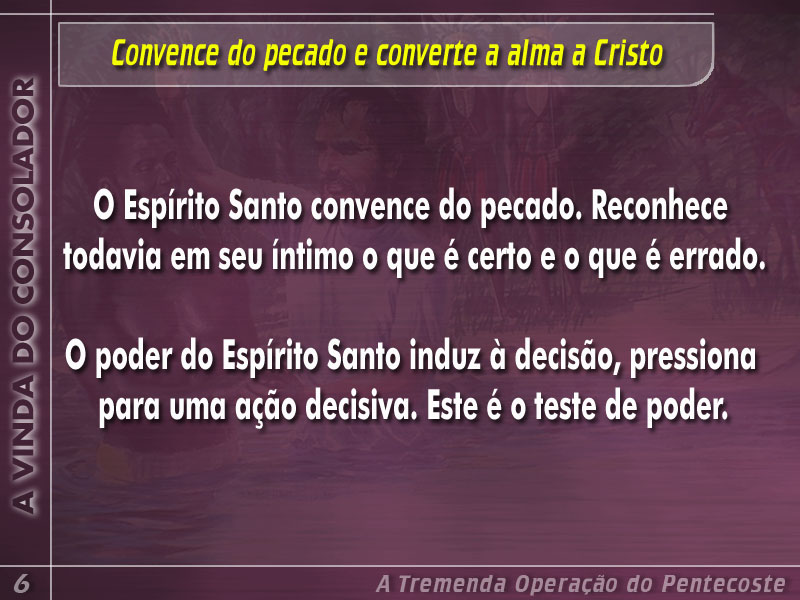 Convence do pecado e converte a alma a Cristo
A VINDA DO CONSOLADOR
O Espírito Santo convence do pecado. Reconhece
todavia em seu íntimo o que é certo e o que é errado.
O poder do Espírito Santo induz à decisão, pressiona
para uma ação decisiva. Este é o teste de poder.
6
A Tremenda Operação do Pentecoste